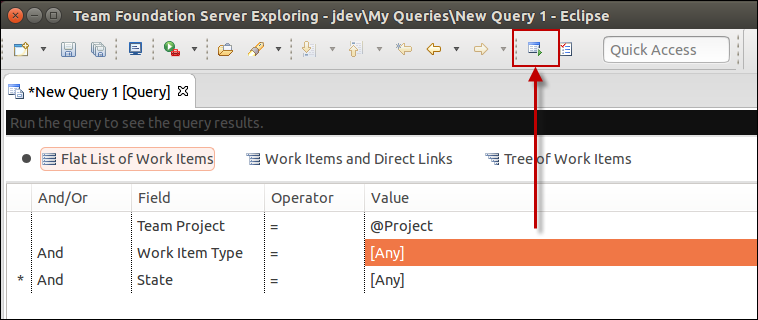 Team Foundation Server Exploring - jdev\My Queries\New Query 1 - Eclipse
Quick Access
*New Query 1 [Query]
Run the query to see the query results.
Flat List of Work Items Work Items and Direct Links Tree of Work Items
And/Or Field Operator Value
Team Project = @Project
And Work Item Type = [Any]
* And State = [Any]